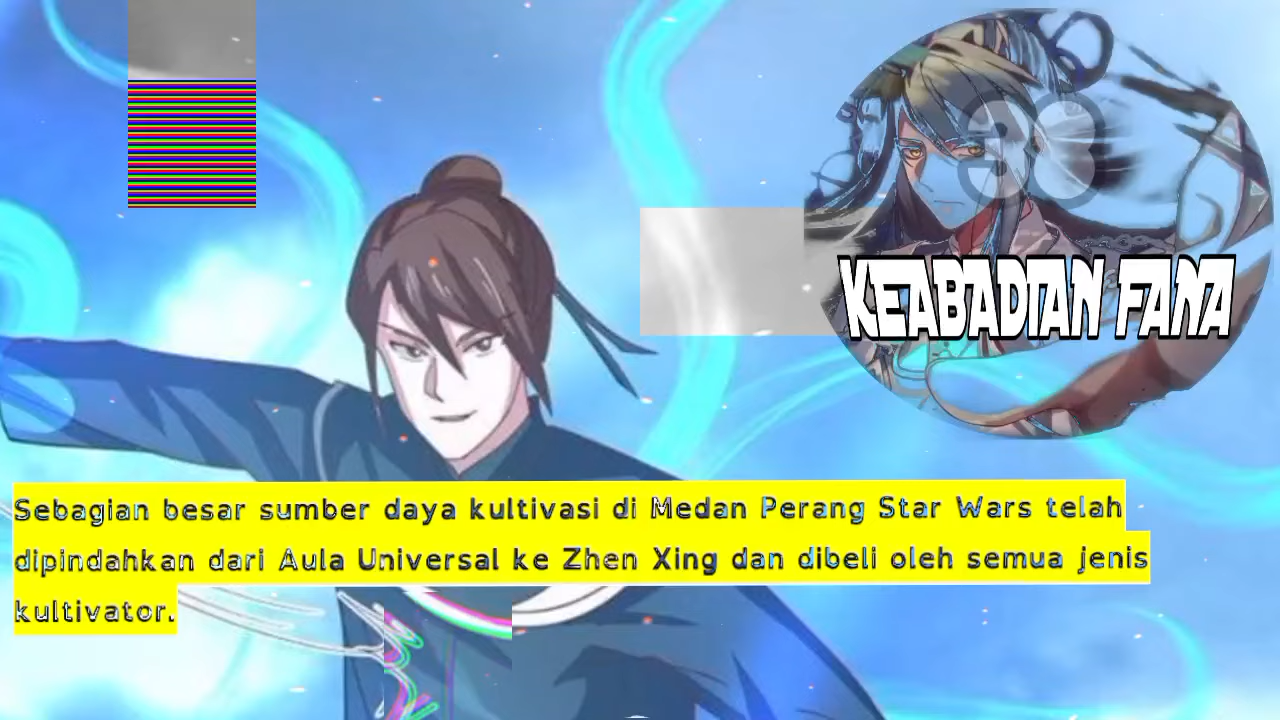 KEABADIAN FANA
Sebagian besar sumber daya kultivasi di Medan Perang Star Wars telah
dipindahkan dari Aula Universal ke Zhen Xing dan dibeli oleh semua jenis
kultivator.